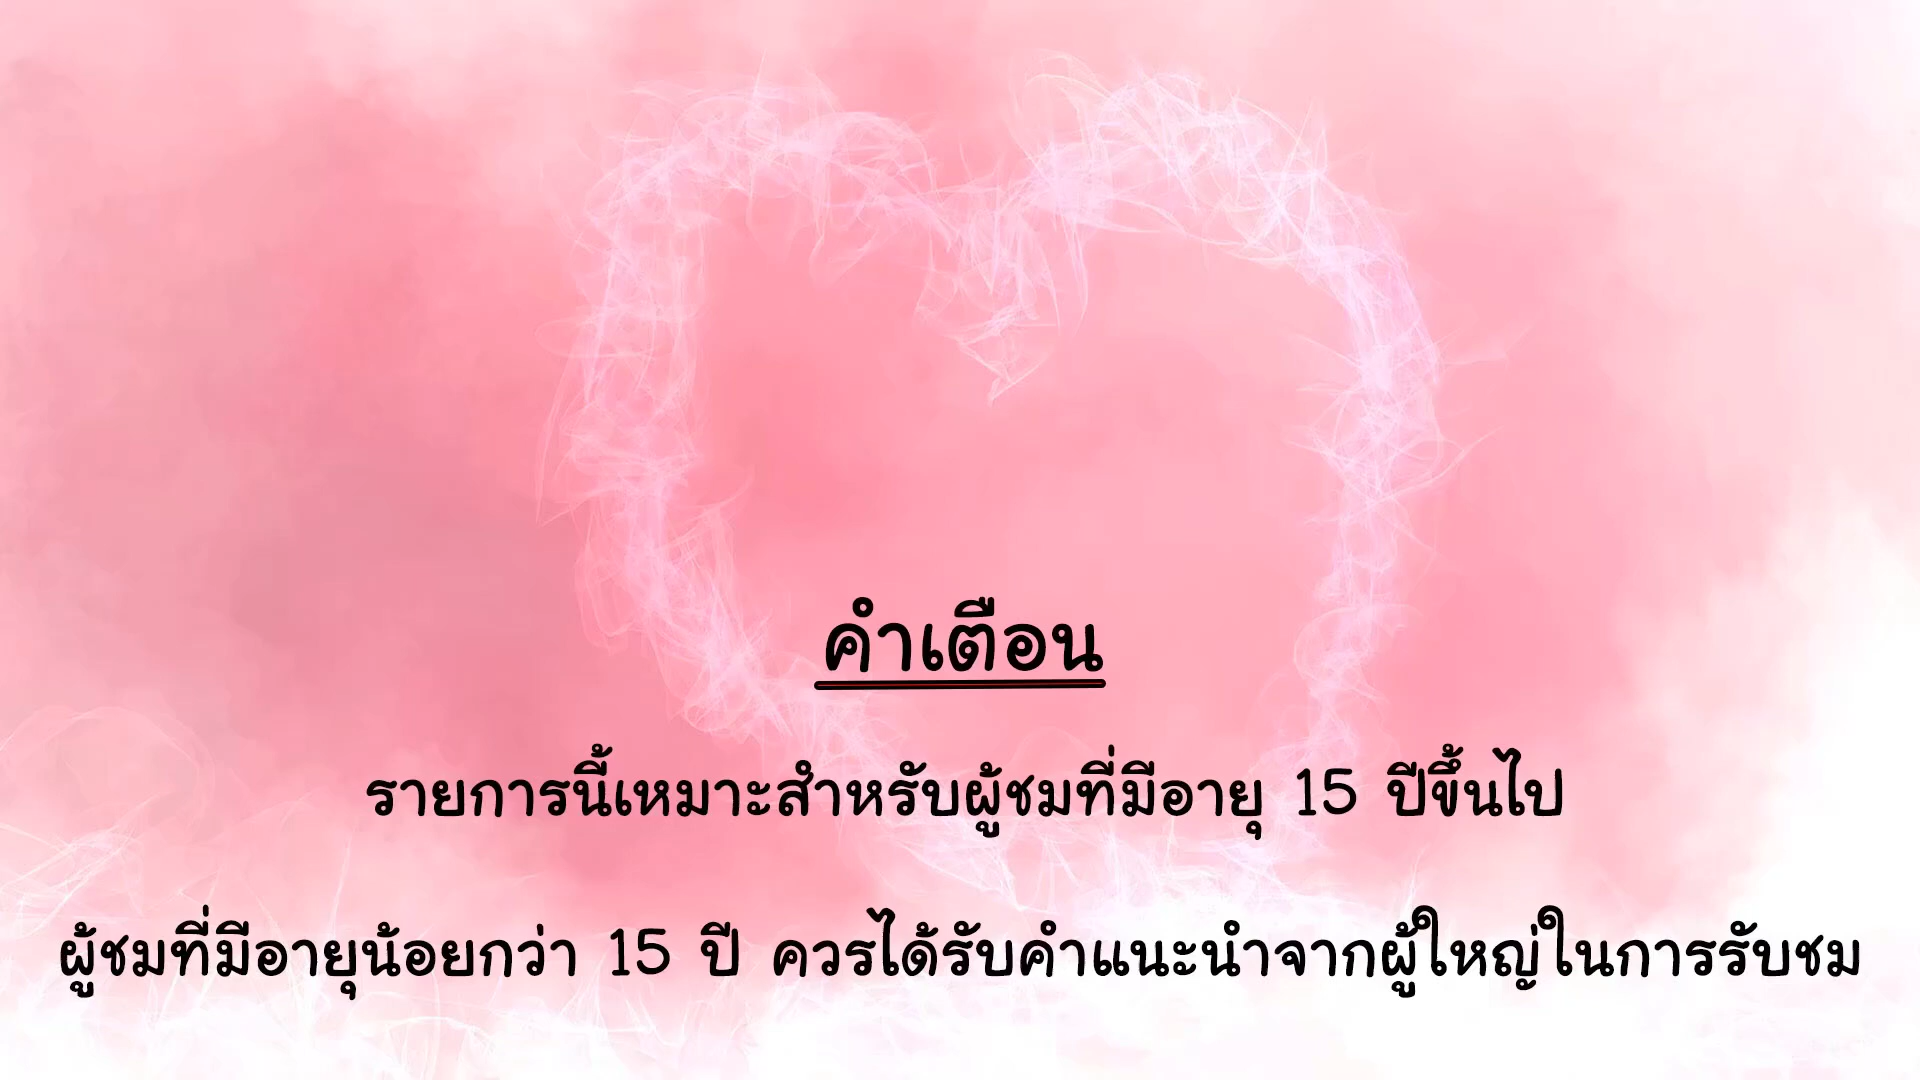 คำเตือน
รายการนี้เหมาะสำหรับผู้ชมที่มีอายุ 15 ปีขึ้นไป
ผู้ชมที่มีอายุน้อยกว่า 15 ปี ควรได้รับคำแนะนำจากผู้ใหญ่ในการรับชม